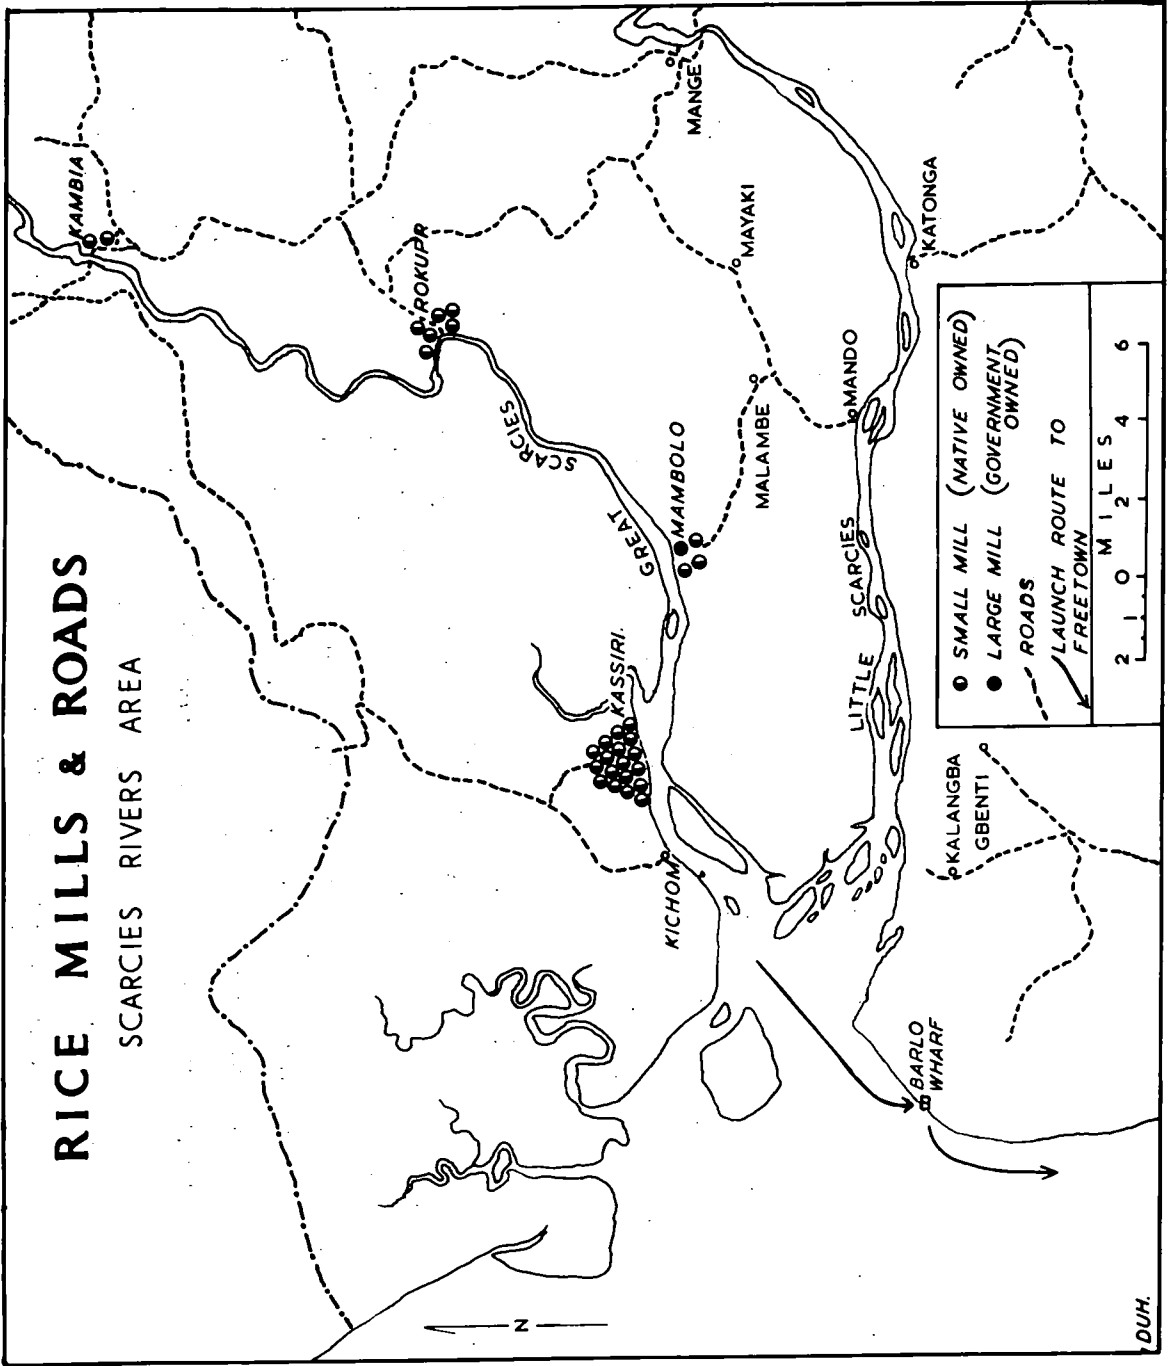 RICE MILLS & ROADS
SCARCIES RIVERS AREA
KAMBIA
ROKUPR
GREAT
SCARCIES
MANGE
MAYAKI
MAMBOLO
MALAMBE
MANDO
KATONGA
KASSIRI.
KICHOM
LITTLE
SCARCIES
KALANGBA
GBENTI
BARLO
WHARF
N
SMALL MILL (NATIVE OWNED)
LARGE MILL (GOVERNMENT
OWNED)
ROADS
LAUNCH ROUTE TO
FREETOWN
2 1 0 2 4 6
MILES
DUH.